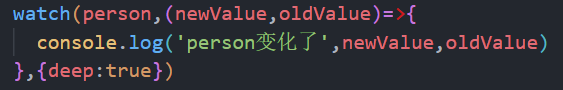 watch(person,(newValue,oldValue)=>{
  console.log('person变化了',newValue,oldValue)
},{deep:true})